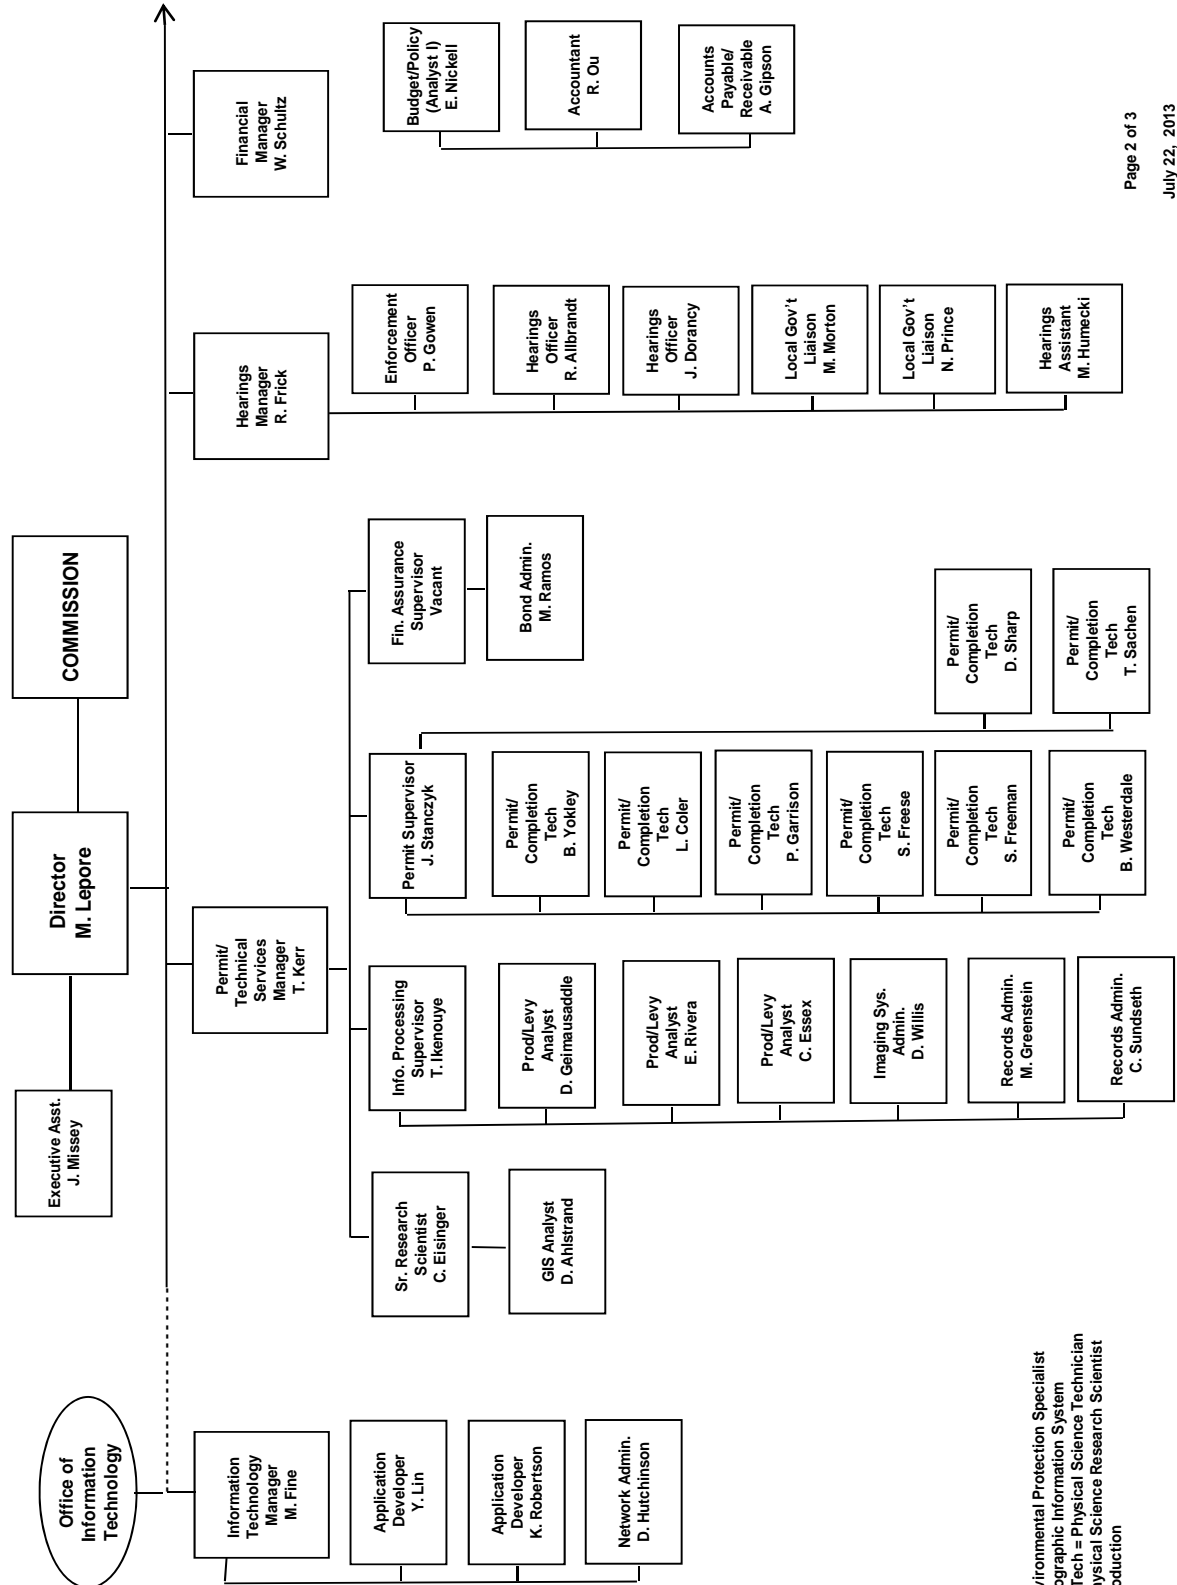 COMMISSION
Director
M. Lepore
Executive Asst.
J. Missey
Office of
Information
Technology
Information
Technology
Manager
M. Fine
Application
Developer
Y. Lin
Application
Developer
K. Robertson
Network Admin.
D. Hutchinson
Permit/
Technical
Services
Manager
T. Kerr
Sr. Research
Scientist
C. Eisinger
GIS Analyst
D. Ahlstrand
Info. Processing
Supervisor
T. Ikenouye
Prod/Levy
Analyst
D. Geimausaddle
Prod/Levy
Analyst
E. Rivera
Prod/Levy
Analyst
C. Essex
Imaging Sys.
Admin.
D. Willis
Records Admin.
M. Greenstein
Records Admin.
C. Sundseth
Permit Supervisor
J. Stanczyk
Permit/
Completion
Tech
B. Yokley
Permit/
Completion
Tech
L. Coler
Permit/
Completion
Tech
P. Garrison
Permit/
Completion
Tech
S. Freese
Permit/
Completion
Tech
S. Freeman
Permit/
Completion
Tech
B. Westerdale
Permit/
Completion
Tech
D. Sharp
Permit/
Completion
Tech
T. Sachen
Fin. Assurance
Supervisor
Vacant
Bond Admin.
M. Ramos
Hearings
Manager
R. Frick
Enforcement
Officer
P. Gowen
Hearings
Officer
R. Allbrandt
Hearings
Officer
J. Dorancy
Local Gov't
Liaison
M. Morton
Local Gov't
Liaison
N. Prince
Hearings
Assistant
M. Humecki
Financial
Manager
W. Schultz
Budget/Policy
(Analyst I)
E. Nickell
Accountant
R. Ou
Accounts
Payable/
Receivable
A. Gipson
Protection Specialist
Information System
Tech = Physical Science Technician
Science Research Scientist
Page 2 of 3
July 22, 2013